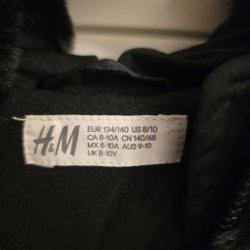 H&M
EUR 134/140 US 8/10
CA 8-10A CN 140/68
MX 8-10A AUS 9-10
UK 8-10Y